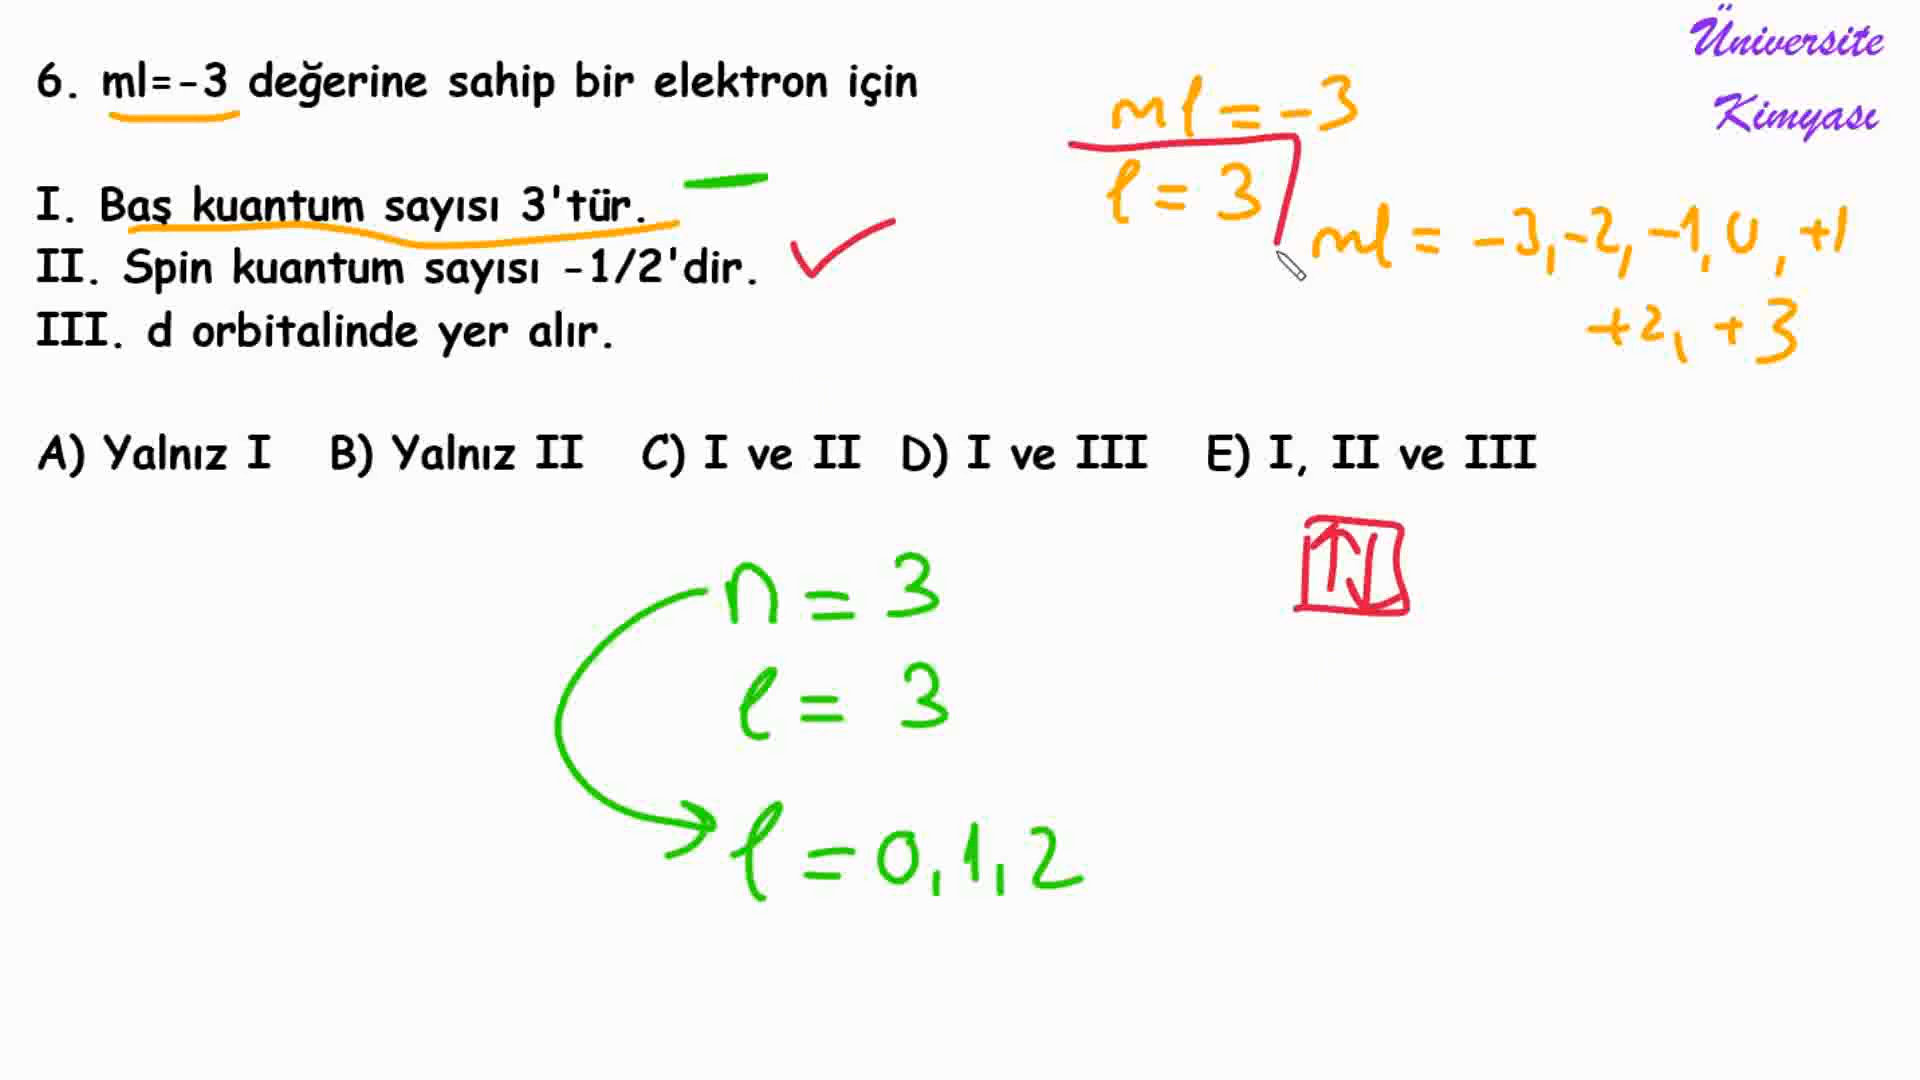 Üniversite
Kimyası
6. ml=-3 değerine sahip bir elektron için
I. Baş kuantum sayısı 3'tür.
II. Spin kuantum sayısı -1/2'dir.
III. d orbitalinde yer alır.
A) Yalnız I B) Yalnız II C) I ve II D) I ve III E) I, II ve III
ml = -3
l = 3
ml = -3, -2, -1, 0, +1
+2, +3
n = 3
l = 3
l = 0, 1, 2